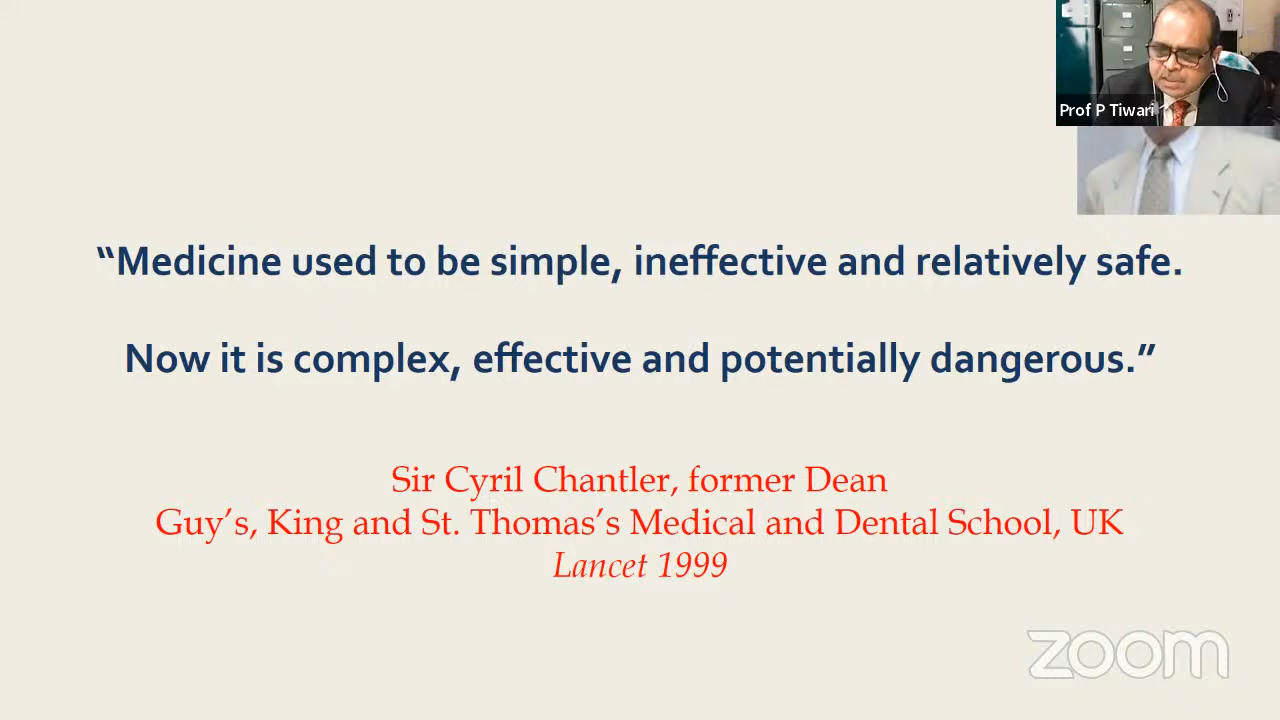 Prof P Tiwari
“Medicine used to be simple, ineffective and relatively safe.
Now it is complex, effective and potentially dangerous.”
Sir Cyril Chantler, former Dean
Guy’s, King and St. Thomas’s Medical and Dental School, UK
Lancet 1999
zoom